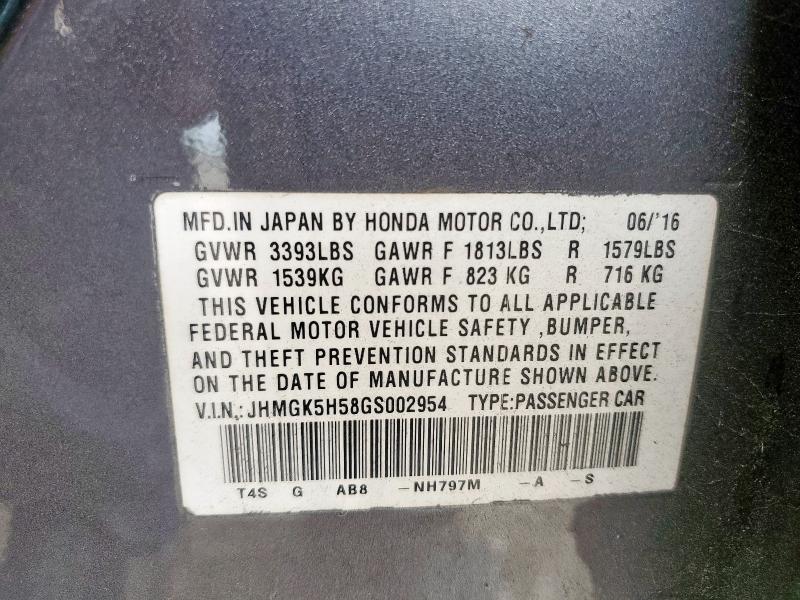 MFD.IN JAPAN BY HONDA MOTOR CO.,LTD; 06/'16
GVWR 3393LBS GAWR F 1813LBS R 1579LBS
GVWR 1539KG GAWR F 823 KG R 716 KG
THIS VEHICLE CONFORMS TO ALL APPLICABLE
FEDERAL MOTOR VEHICLE SAFETY ,BUMPER,
AND THEFT PREVENTION STANDARDS IN EFFECT
ON THE DATE OF MANUFACTURE SHOWN ABOVE.
V.I.N.: JHMGK5H58GS002954 TYPE:PASSENGER CAR
T4S G AB8 -NH797M -A -S